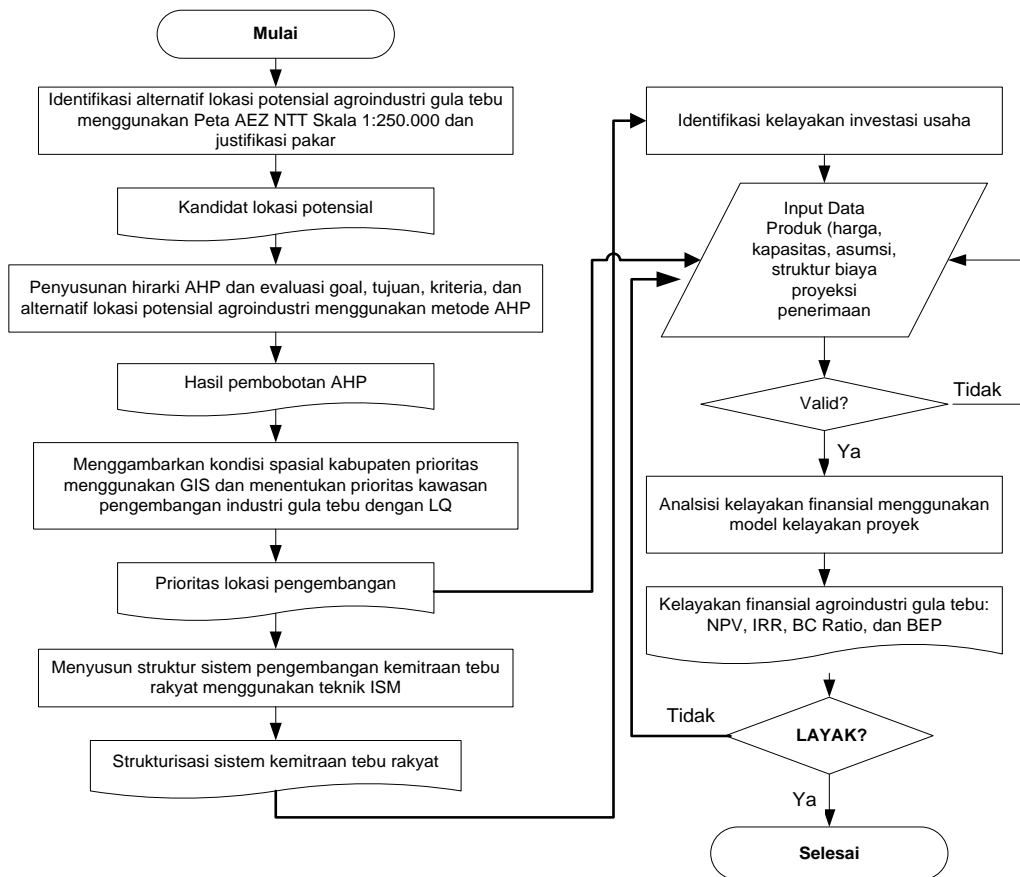 Mulai
Identifikasi alternatif lokasi potensial agroindustri gula tebu
menggunakan Peta AEZ NTT Skala 1:250.000 dan
justifikasi pakar
Kandidat lokasi potensial
Penyusunan hirarki AHP dan evaluasi goal, tujuan, kriteria, dan
alternatif lokasi potensial agroindustri menggunakan metode AHP
Hasil pembobotan AHP
Menggambarkan kondisi spasial kabupaten prioritas
menggunakan GIS dan menentukan prioritas kawasan
pengembangan industri gula tebu dengan LQ
Prioritas lokasi pengembangan
Menyusun struktur sistem pengembangan kemitraan tebu
rakyat menggunakan teknik ISM
Strukturisasi sistem kemitraan tebu rakyat
Identifikasi kelayakan investasi usaha
Input Data
Produk (harga,
kapasitas, asumsi,
struktur biaya
proyeksi
penerimaan
Valid?
Tidak
Ya
Analsisi kelayakan finansial menggunakan
model kelayakan proyek
Kelayakan finansial agroindustri gula tebu:
NPV, IRR, BC Ratio, dan BEP
Tidak
LAYAK?
Ya
Selesai